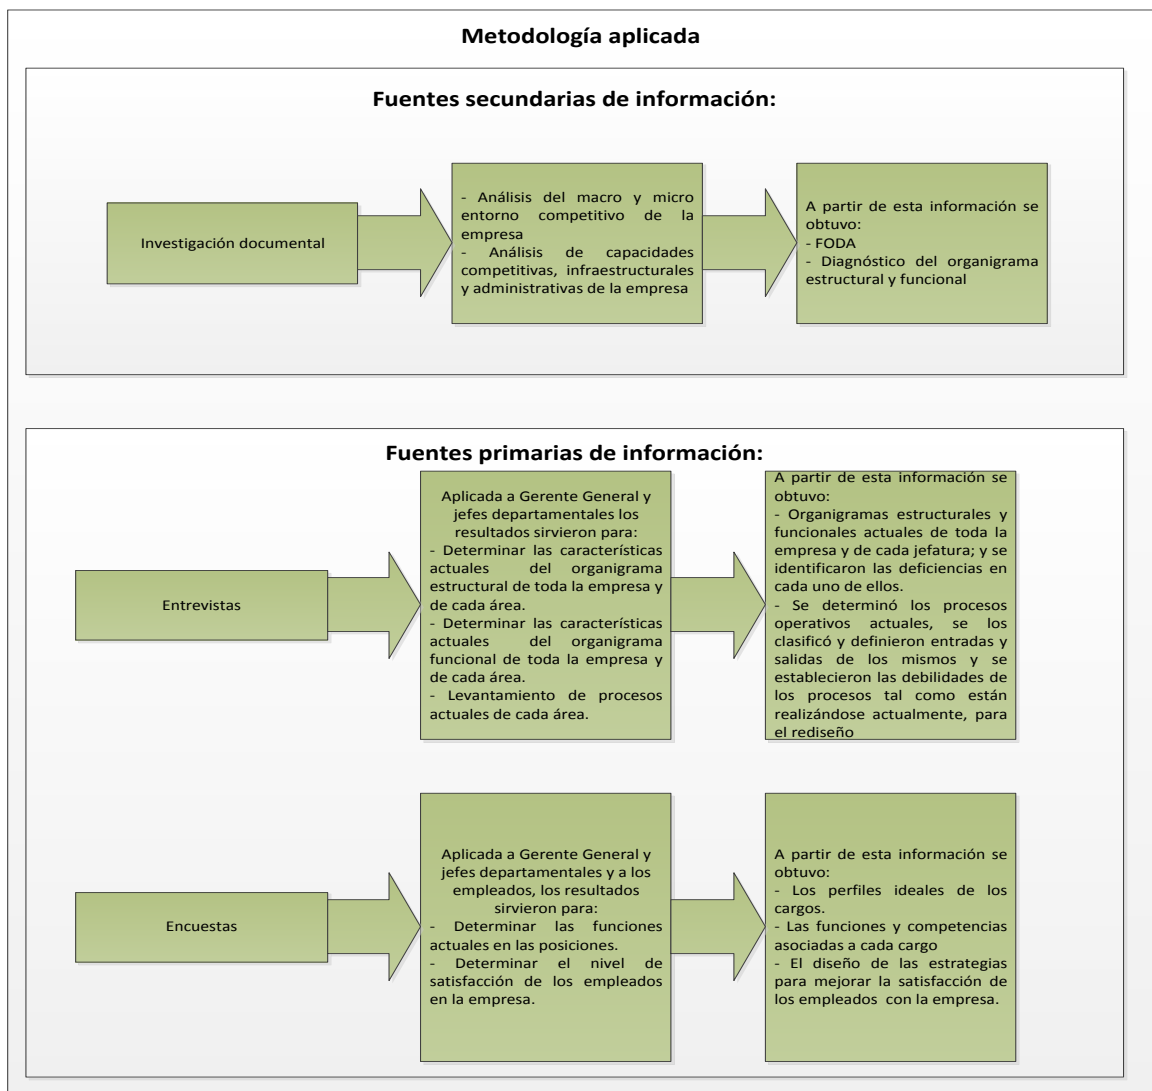 Metodología aplicada
Fuentes secundarias de información:
Investigación documental
- Análisis del macro y micro
entorno competitivo de la
empresa
- Análisis de capacidades
competitivas, infraestructurales
y administrativas de la empresa
A partir de esta información se
obtuvo:
- FODA
- Diagnóstico del organigrama
estructural y funcional
Fuentes primarias de información:
Entrevistas
Aplicada a Gerente General y
jefes departamentales los
resultados sirvieron para:
- Determinar las características
actuales del organigrama
estructural de toda la empresa y
de cada área.
- Determinar las características
actuales del organigrama
funcional de toda la empresa y
de cada área.
- Levantamiento de procesos
actuales de cada área.
A partir de esta información se
obtuvo:
- Organigramas estructurales y
funcionales actuales de toda la
empresa y de cada jefatura; y se
identificaron las deficiencias en
cada uno de ellos.
- Se determinó los procesos
operativos actuales, se los
clasificó y definieron entradas y
salidas de los mismos y se
establecieron las debilidades de
los procesos tal como están
realizándose actualmente, para
el rediseño
Encuestas
Aplicada a Gerente General y
jefes departamentales y a los
empleados, los resultados
sirvieron para:
- Determinar las funciones
actuales en las posiciones.
- Determinar el nivel de
satisfacción de los empleados
en la empresa.
A partir de esta información se
obtuvo:
- Los perfiles ideales de los
cargos.
- Las funciones y competencias
asociadas a cada cargo
- El diseño de las estrategias
para mejorar la satisfacción de
los empleados con la empresa.